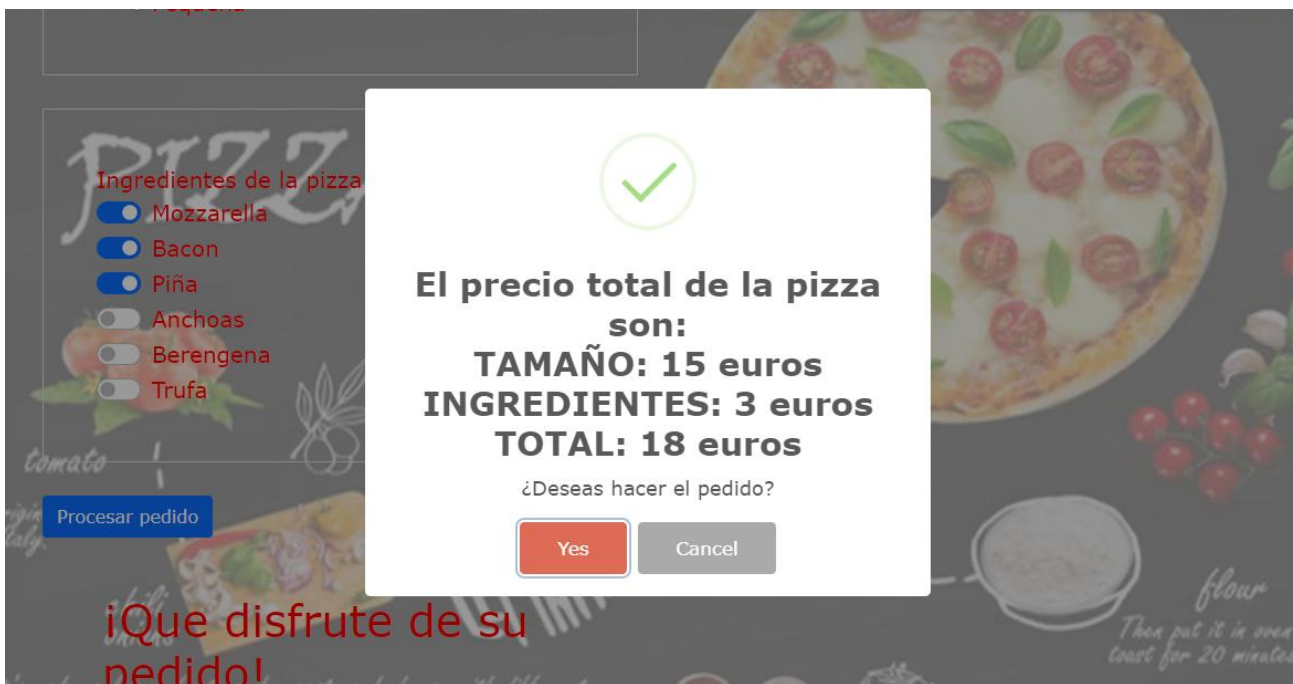 PIZZ
Ingredientes de la pizza
Mozzarella
Bacon
Piña
Anchoas
Berengena
Trufa
tomato
Procesar pedido
El precio total de la pizza
son:
TAMAÑO: 15 euros
INGREDIENTES: 3 euros
TOTAL: 18 euros
¿Deseas hacer el pedido?
Yes
Cancel
¡Que disfrute de su
pedido!
flour
Then put it in oven
toast for 20 minutes